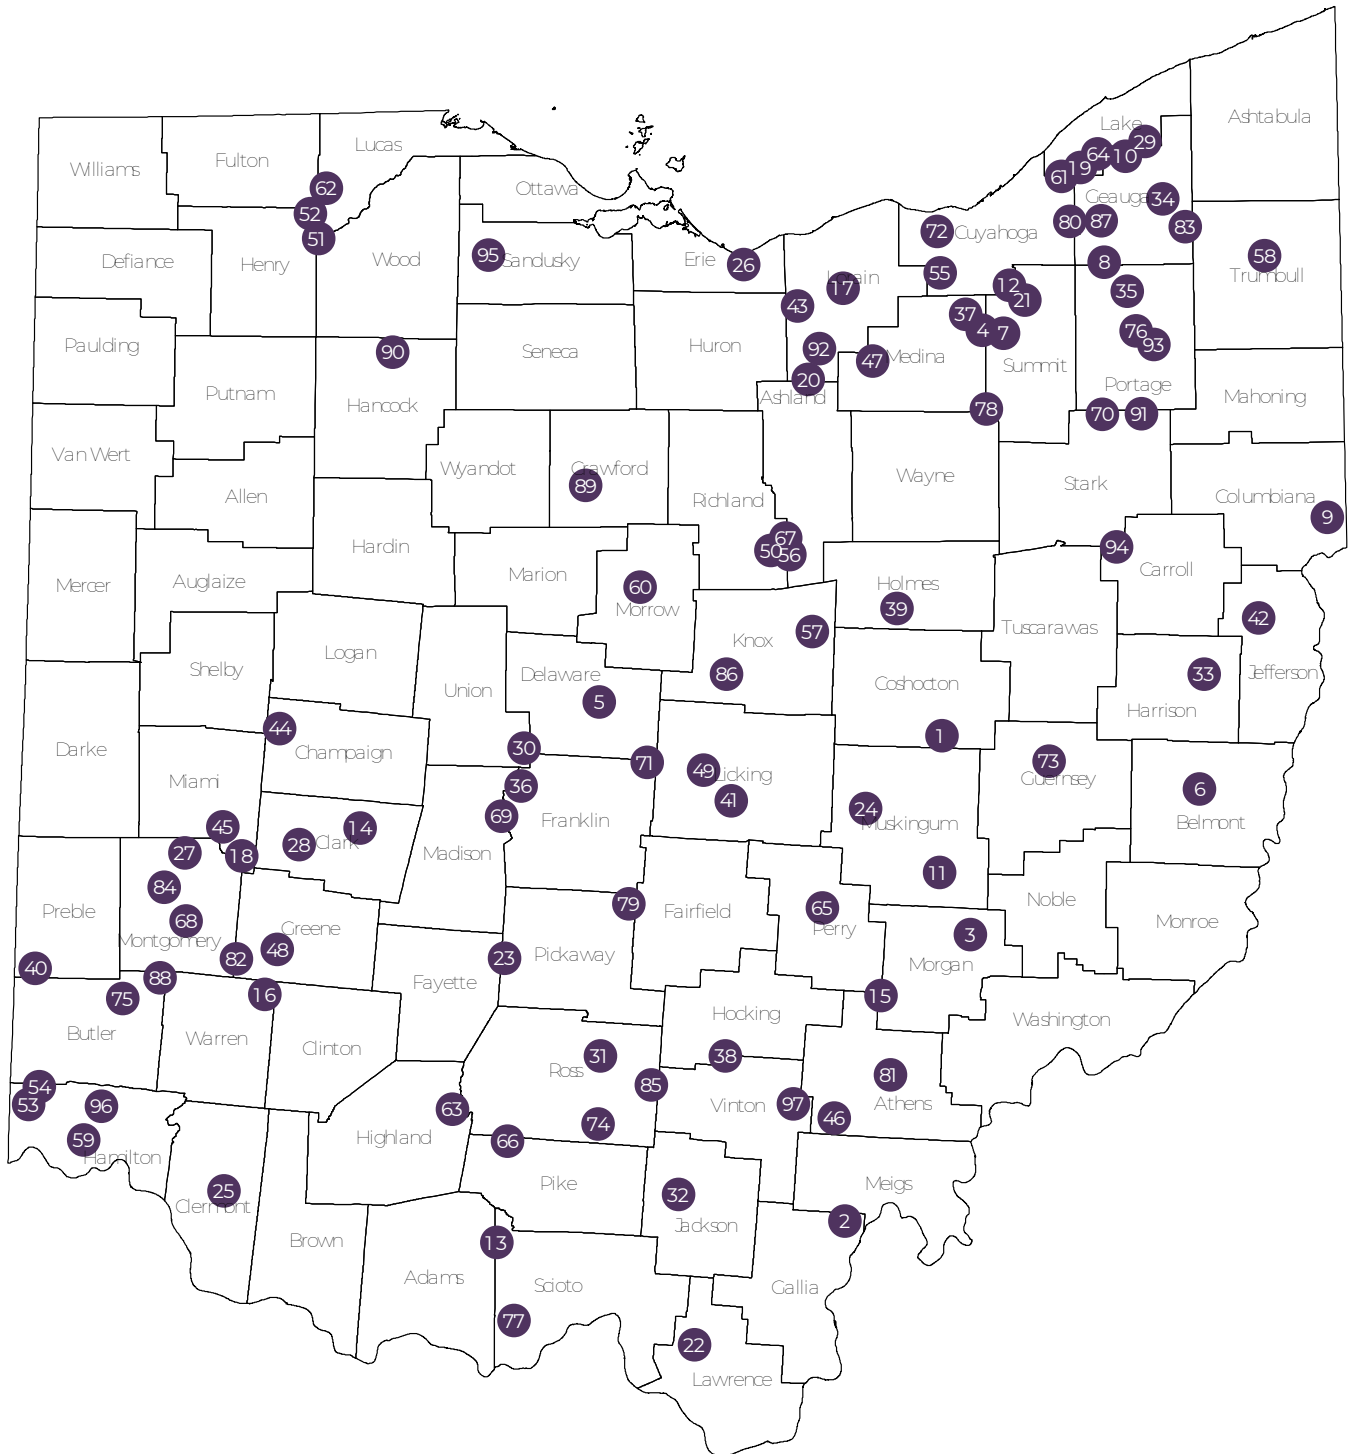 Ashtabula
Lake
29
64
10
19
61
Lucas
Fulton
Williams
62
Ottawa
Geauga
34
52
80
87
83
72
Cuyahoga
51
95
Sandusky
Erie
26
8
58
Trumbull
Defiance
Henry
Wood
55
Lorain
17
12
21
35
43
37
4
7
76
93
Paulding
90
Seneca
Huron
92
47
Medina
Summit
20
Ashland
Portage
Putnam
Hancock
78
70
91
Mahoning
Van Wert
Wyandot
Crawford
89
Richland
Wayne
Stark
Allen
Columbiana
9
67
50
56
94
Hardin
Marion
Carroll
Mercer
Auglaize
60
Morrow
Holmes
39
42
57
Knox
Tuscarawas
Logan
Shelby
Union
Delaware
5
86
Coshocton
33
Harrison
Jefferson
44
Champaign
30
1
Darke
71
49
Licking
41
73
Guernsey
6
Belmont
Miami
36
69
Franklin
24
Muskingum
45
14
28
Clark
27
18
Madison
84
11
Preble
68
Montgomery
Greene
48
79
Fairfield
65
Perry
Noble
Monroe
3
Morgan
82
23
Pickaway
40
88
75
16
Fayette
15
Hocking
Washington
Butler
Warren
Clinton
31
Ross
38
54
53
96
85
81
Athens
Vinton
97
63
46
59
Hamilton
Highland
74
66
Pike
Meigs
25
Clermont
32
Jackson
2
Brown
13
Adams
Scioto
Gallia
77
22
Lawrence